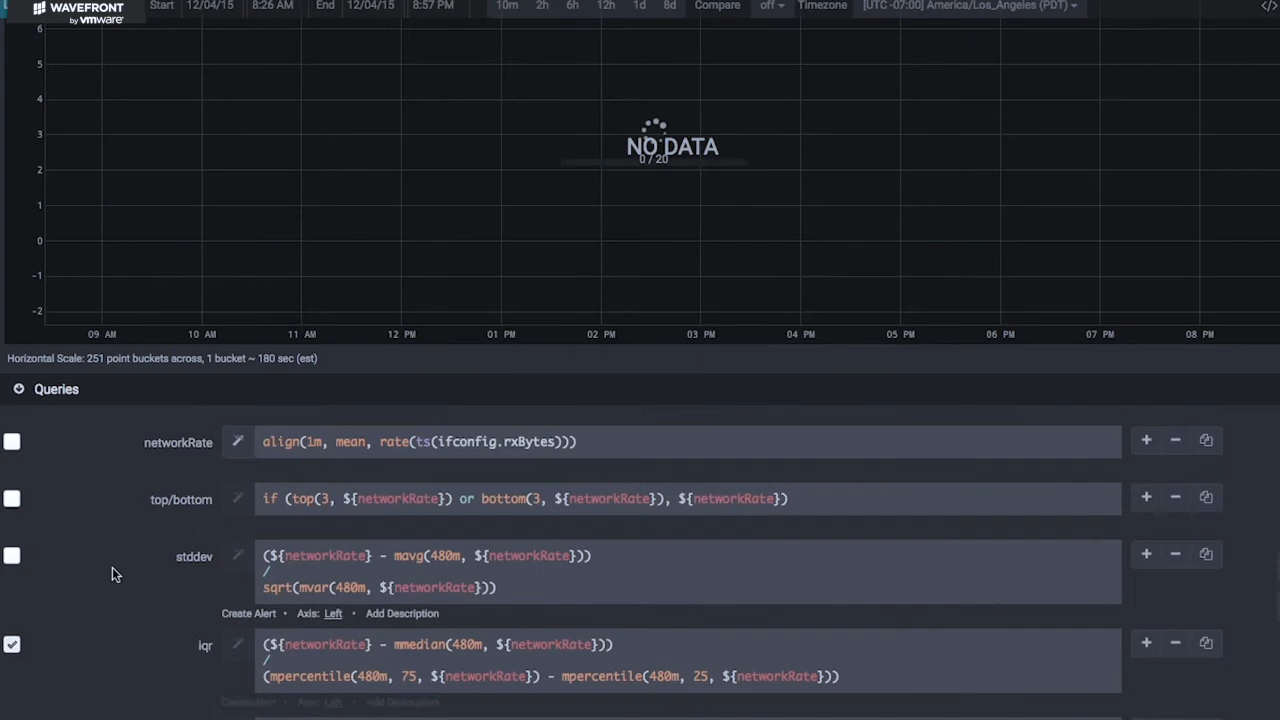 WAVEFRONT
by vmware
Start 12/04/15 8:26 AM End 12/04/15 8:57 PM 10m 2h 6h 12h 1d 8d Compare off Timezone [UTC -07:00] America/Los_Angeles (PDT) </>
6
5
4
3
2
1
0
-1
-2
NO DATA
0 / 20
09 AM 10 AM 11 AM 12 PM 01 PM 02 PM 03 PM 04 PM 05 PM 06 PM 07 PM 08 PM
Horizontal Scale: 251 point buckets across, 1 bucket ~ 180 sec (est)
Queries
networkRate align(1m, mean, rate(ts(ifconfig.rxBytes)))
top/bottom if (top(3, ${networkRate}) or bottom(3, ${networkRate}), ${networkRate})
stddev (${networkRate} - mavg(480m, ${networkRate}))
/
sqrt(mvar(480m, ${networkRate}))
Create Alert • Axis: Left • Add Description
iqr (${networkRate} - mmedian(480m, ${networkRate}))
/
(mpercentile(480m, 75, ${networkRate}) - mpercentile(480m, 25, ${networkRate}))
Create Alert • Axis: Left • Add Description